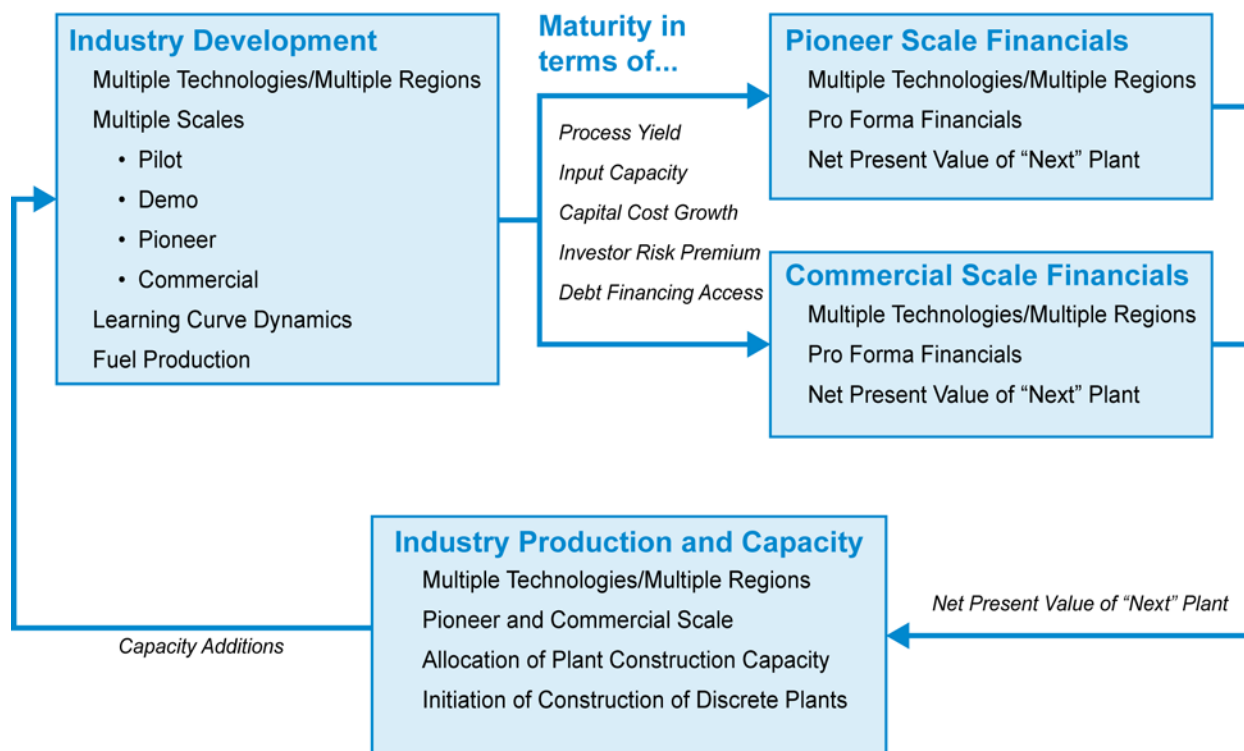 Industry Development
Multiple Technologies/Multiple Regions
Multiple Scales
• Pilot
• Demo
• Pioneer
• Commercial
Learning Curve Dynamics
Fuel Production
Maturity in
terms of...
Process Yield
Input Capacity
Capital Cost Growth
Investor Risk Premium
Debt Financing Access
Pioneer Scale Financials
Multiple Technologies/Multiple Regions
Pro Forma Financials
Net Present Value of “Next” Plant
Commercial Scale Financials
Multiple Technologies/Multiple Regions
Pro Forma Financials
Net Present Value of “Next” Plant
Industry Production and Capacity
Multiple Technologies/Multiple Regions
Pioneer and Commercial Scale
Allocation of Plant Construction Capacity
Initiation of Construction of Discrete Plants
Net Present Value of “Next” Plant
Capacity Additions